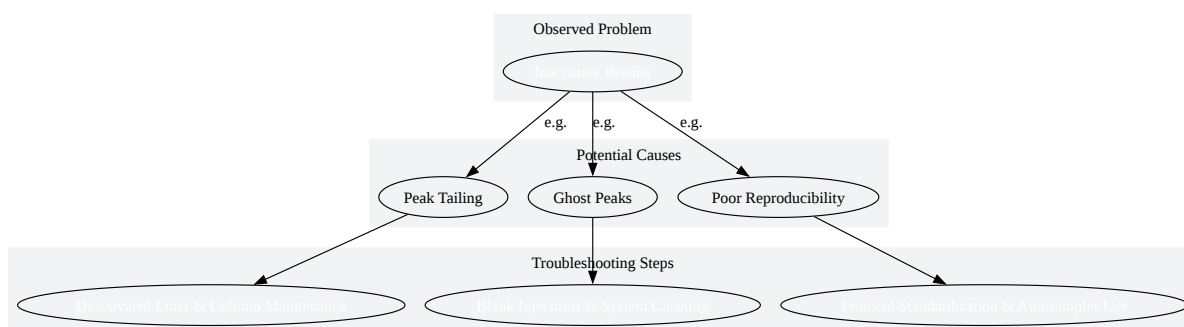 Observed Problem
Inaccurate Results
e.g. e.g. e.g.
Potential Causes
Peak Tailing Ghost Peaks Poor Reproducibility
Troubleshooting Steps
Deactivated Liner & Column Maintenance Blank Injections & System Cleaning Protocol Standardization & Autosampler Use